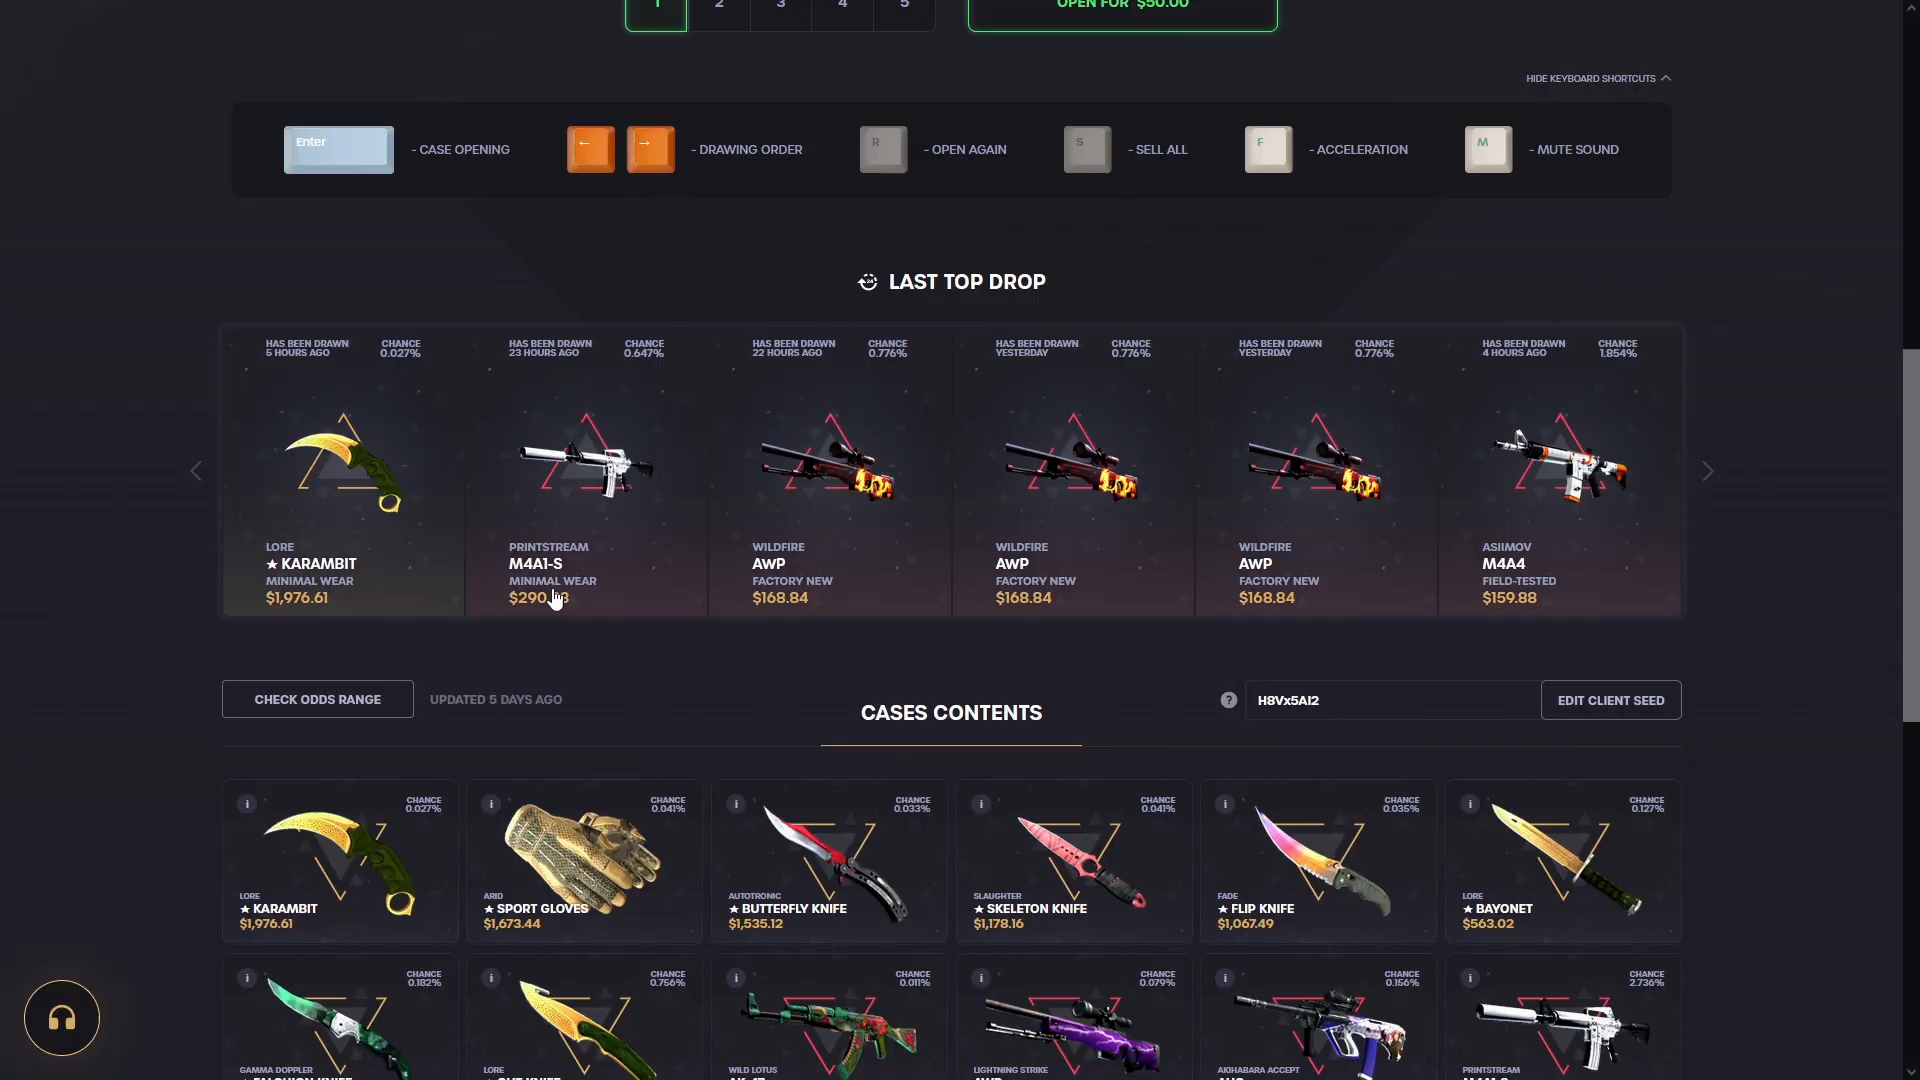 1 2 3 4 5
OPEN FOR $50.00
HIDE KEYBOARD SHORTCUTS
Enter - CASE OPENING
← → - DRAWING ORDER
R - OPEN AGAIN
S - SELL ALL
F - ACCELERATION
M - MUTE SOUND
LAST TOP DROP
HAS BEEN DRAWN
5 HOURS AGO
CHANCE
0.027%
LORE
★ KARAMBIT
MINIMAL WEAR
$1,976.61
HAS BEEN DRAWN
23 HOURS AGO
CHANCE
0.647%
PRINTSTREAM
M4A1-S
MINIMAL WEAR
HAS BEEN DRAWN
22 HOURS AGO
CHANCE
0.776%
WILDFIRE
AWP
FACTORY NEW
$168.84
HAS BEEN DRAWN
YESTERDAY
CHANCE
0.776%
WILDFIRE
AWP
FACTORY NEW
$168.84
HAS BEEN DRAWN
YESTERDAY
CHANCE
0.776%
WILDFIRE
AWP
FACTORY NEW
$168.84
HAS BEEN DRAWN
4 HOURS AGO
CHANCE
1.854%
ASIIMOV
M4A4
FIELD-TESTED
$159.88
CHECK ODDS RANGE
UPDATED 5 DAYS AGO
CASES CONTENTS
?
H8Vx5AI2
EDIT CLIENT SEED
i
CHANCE
0.027%
LORE
★ KARAMBIT
$1,976.61
i
CHANCE
0.041%
ARID
★ SPORT GLOVES
$1,673.44
i
CHANCE
0.033%
AUTOTRONIC
★ BUTTERFLY KNIFE
$1,535.12
i
CHANCE
0.041%
SLAUGHTER
★ SKELETON KNIFE
$1,178.16
i
CHANCE
0.035%
FADE
★ FLIP KNIFE
$1,067.49
i
CHANCE
0.127%
LORE
★ BAYONET
$563.02
i
CHANCE
0.182%
GAMMA DOPPLER
i
CHANCE
0.756%
LORE
i
CHANCE
0.011%
WILD LOTUS
i
CHANCE
0.079%
LIGHTNING STRIKE
i
CHANCE
0.156%
AKIHABARA ACCEPT
i
CHANCE
2.736%
PRINTSTREAM